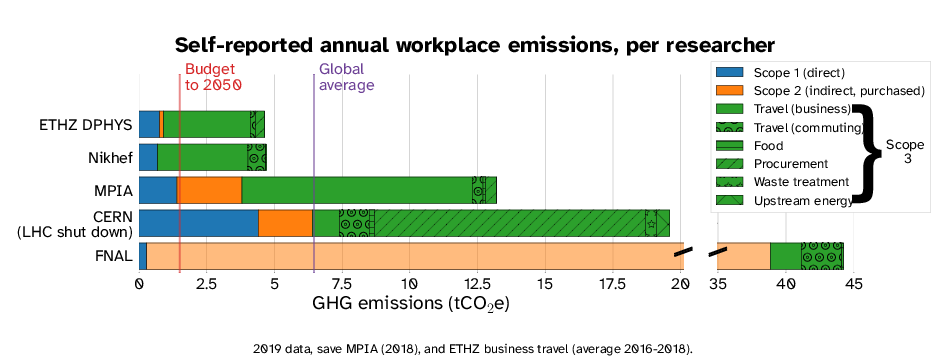 Self-reported annual workplace emissions, per researcher
Budget
to 2050
Global
average
Scope 1 (direct)
Scope 2 (indirect, purchased)
Travel (business)
Travel (commuting)
Food
Procurement
Waste treatment
Upstream energy
Scope
3
ETHZ DPHYS
Nikhef
MPIA
CERN
(LHC shut down)
FNAL
0 2.5 5 7.5 10 12.5 15 17.5 20 35 40 45
GHG emissions (tCO₂e)
2019 data, save MPIA (2018), and ETHZ business travel (average 2016-2018).